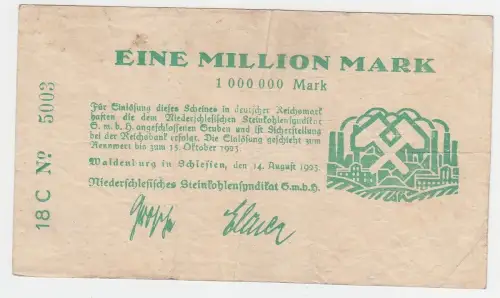 EINE MILLION MARK
1 000 000 Mark
Für Einlösung dieses Scheines in deutscher Reichsmark
haften die dem Niederschlesischen Steinkohlensyndikat
G. m. b. H. angeschlossenen Gruben und ist Sicherstellung
bei der Reichsbank erfolgt. Die Einlösung geschieht zum
Nennwert bis zum 15. Oktober 1923.
Waldenburg in Schlesien, den 14. August 1923.
Niederschlesisches Steinkohlensyndikat G.m.b.H.
18 C No 5003